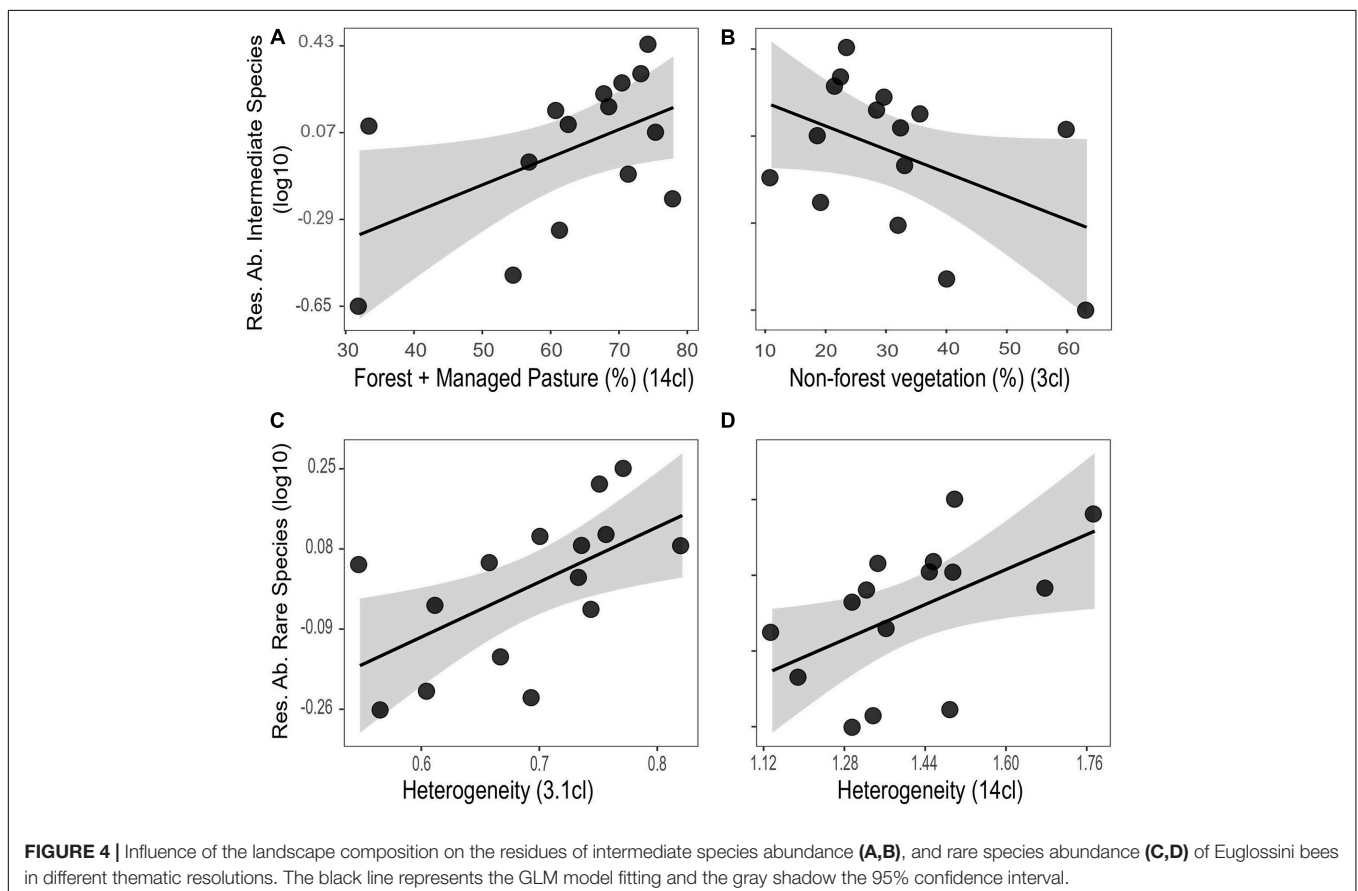 A
B
Res. Ab. Intermediate Species
(log10)
0.43
0.07
-0.29
-0.65
30 40 50 60 70 80
10 20 30 40 50 60
Forest + Managed Pasture (%) (14cl)
Non-forest vegetation (%) (3cl)
C
D
Res. Ab. Rare Species (log10)
0.25
0.08
-0.09
-0.26
0.6 0.7 0.8
1.12 1.28 1.44 1.60 1.76
Heterogeneity (3.1cl)
Heterogeneity (14cl)
FIGURE 4 | Influence of the landscape composition on the residues of intermediate species abundance (A,B), and rare species abundance (C,D) of Euglossini bees
in different thematic resolutions. The black line represents the GLM model fitting and the gray shadow the 95% confidence interval.